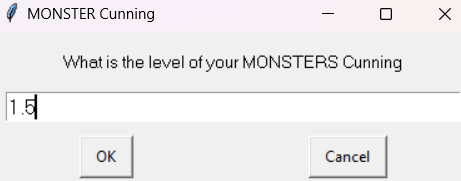 MONSTER Cunning
What is the level of your MONSTERS Cunning
1.5
OK Cancel